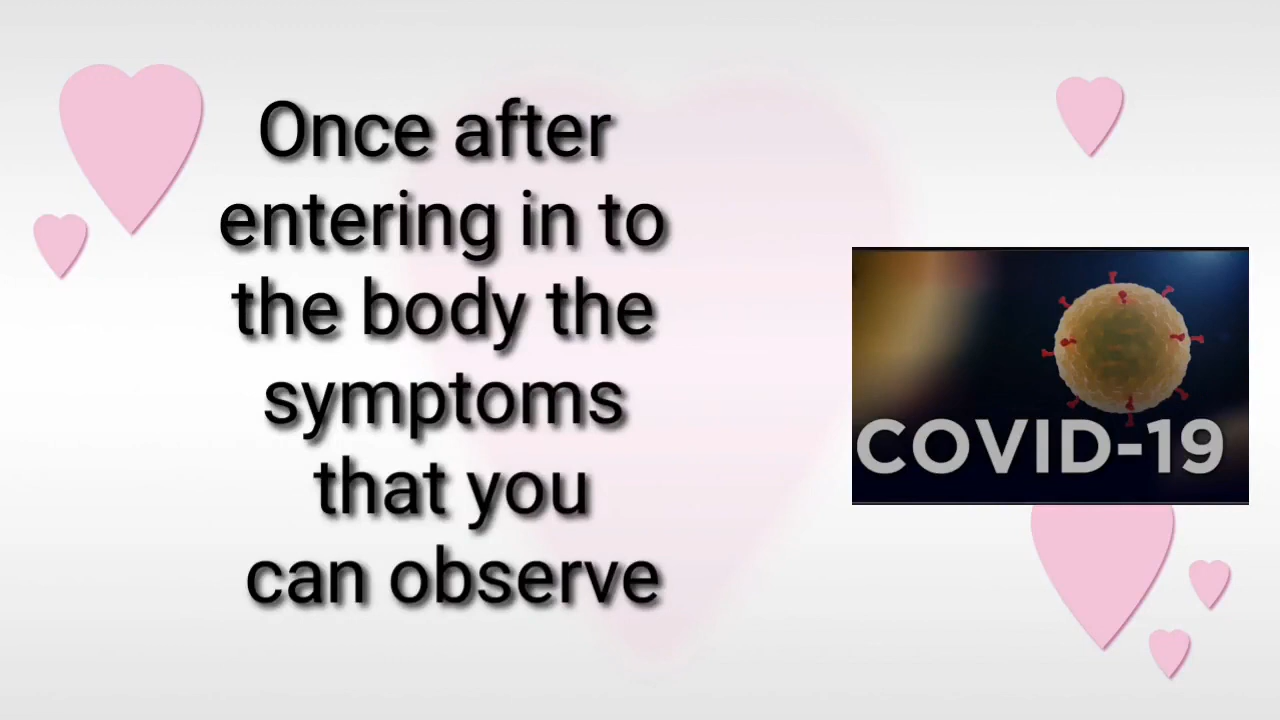 Once after
entering in to
the body the
symptoms
that you
can observe
COVID-19